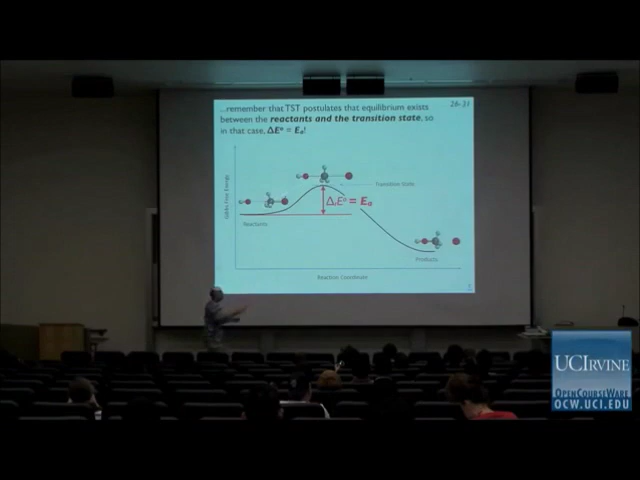 ...remember that TST postulates that equilibrium exists
26-21
between the reactants and the transition state, so
in that case, ΔE° = Eₐ!
Gibbs Free Energy
Transition state
ΔᵣE° = Eₐ
Reactants
Products
Reaction Coordinate
UCIRVINE
OPENCOURSEWARE
OCW.UCI.EDU